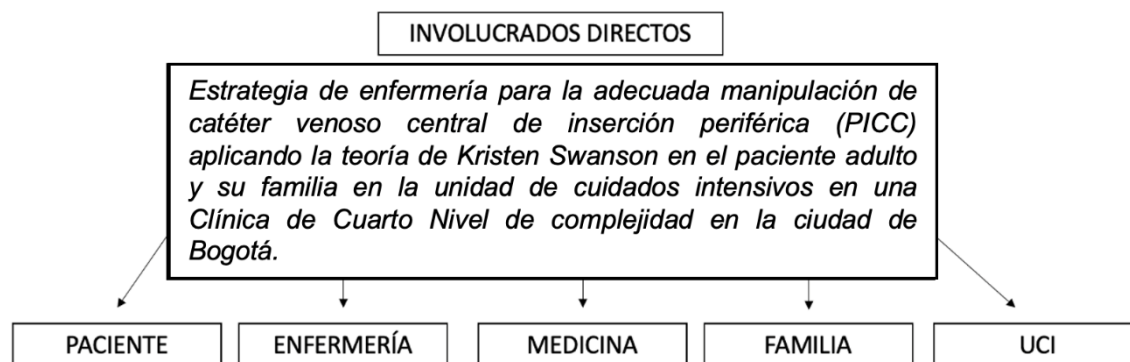 INVOLUCRADOS DIRECTOS
Estrategia de enfermería para la adecuada manipulación de
catéter venoso central de inserción periférica (PICC)
aplicando la teoría de Kristen Swanson en el paciente adulto
y su familia en la unidad de cuidados intensivos en una
Clínica de Cuarto Nivel de complejidad en la ciudad de
Bogotá.
PACIENTE
ENFERMERÍA
MEDICINA
FAMILIA
UCI